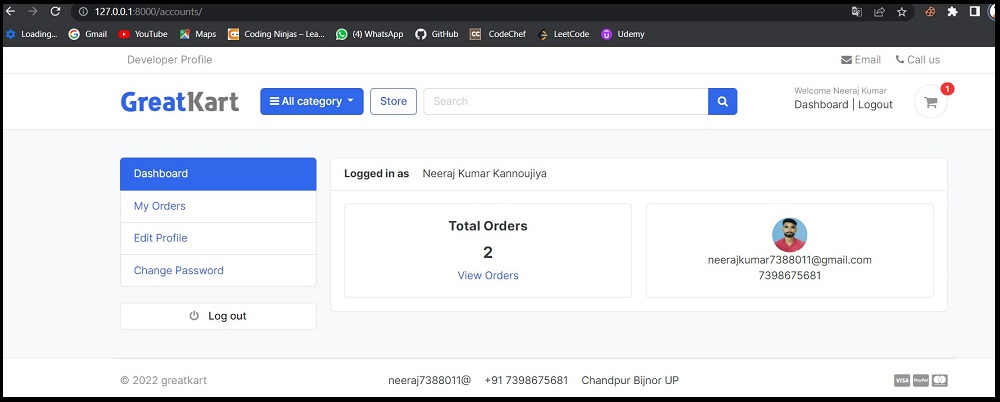 127.0.0.1:8000/accounts/
Loading... Gmail YouTube Maps Coding Ninjas – Lea... (4) WhatsApp GitHub CodeChef LeetCode Udemy
Developer Profile Email Call us
GreatKart All category Store Search Welcome Neeraj Kumar 1
Dashboard | Logout
Dashboard Logged in as Neeraj Kumar Kannoujiya
My Orders
Edit Profile
Change Password
Log out
Total Orders
2
View Orders
neerajkumar7388011@gmail.com
7398675681
© 2022 greatkart neeraj7388011@ +91 7398675681 Chandpur Bijnor UP VISA PayPal